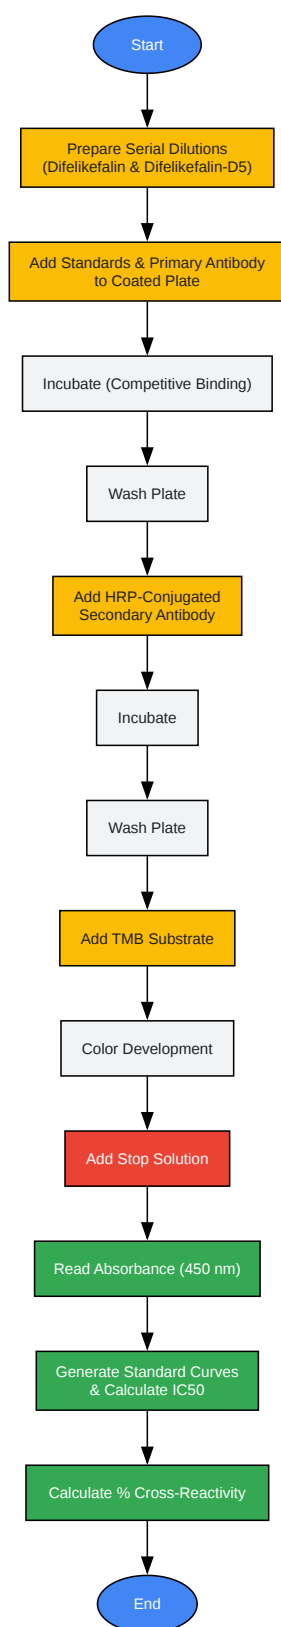 Start
Prepare Serial Dilutions
(Difelikefalin & Difelikefalin-D5)
Add Standards & Primary Antibody
to Coated Plate
Incubate (Competitive Binding)
Wash Plate
Add HRP-Conjugated
Secondary Antibody
Incubate
Wash Plate
Add TMB Substrate
Color Development
Add Stop Solution
Read Absorbance (450 nm)
Generate Standard Curves
& Calculate IC50
Calculate % Cross-Reactivity
End